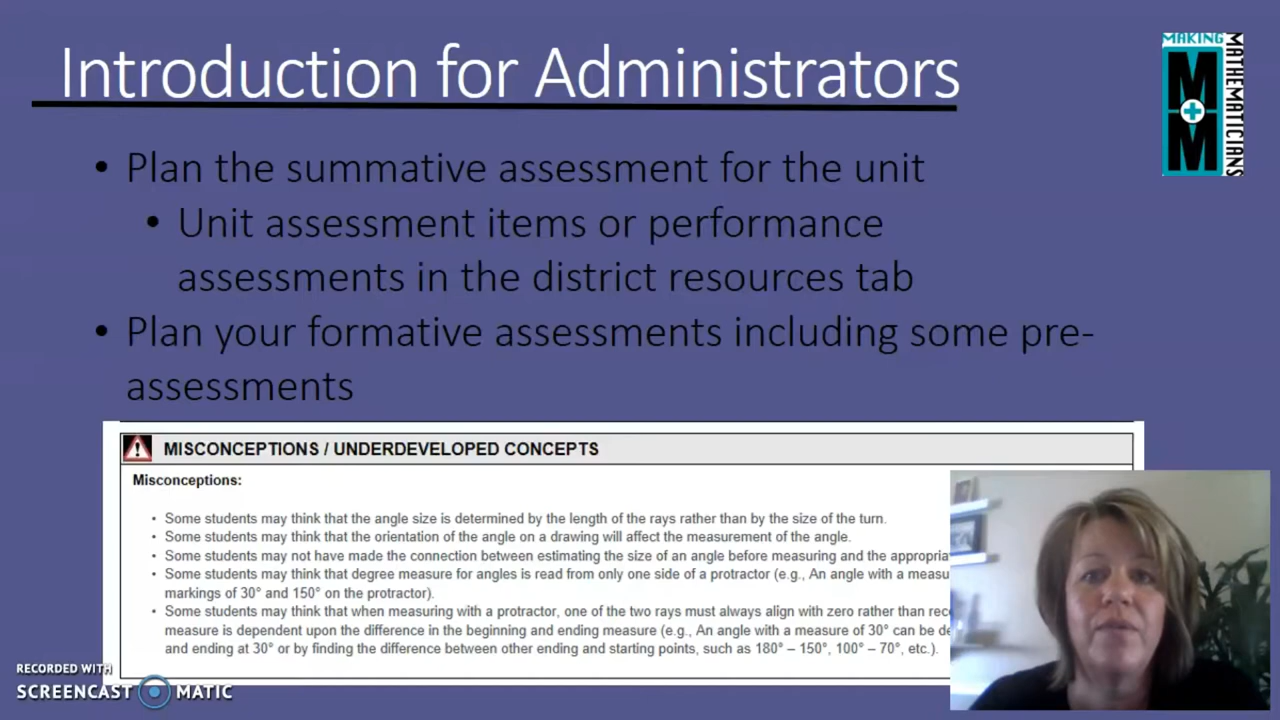 Introduction for Administrators
MAKING
MATHEMATICIANS
M
M
• Plan the summative assessment for the unit
• Unit assessment items or performance
assessments in the district resources tab
• Plan your formative assessments including some pre-
assessments
MISCONCEPTIONS / UNDERDEVELOPED CONCEPTS
Misconceptions:
• Some students may think that the angle size is determined by the length of the rays rather than by the size of the turn.
• Some students may think that the orientation of the angle on a drawing will affect the measurement of the angle.
• Some students may not have made the connection between estimating the size of an angle before measuring and the
• Some students may think that degree measure for angles is read from only one side of a protractor (e.g., An angle with a
markings of 30° and 150° on the protractor).
• Some students may think that when measuring with a protractor, one of the two rays must always align with zero rather than
measure is dependent upon the difference in the beginning and ending measure (e.g., An angle with a measure of 30° can be
and ending at 30° or by finding the difference between other ending and starting points, such as 180° – 150°, 100° – 70°, etc.).
RECORDED WITH
SCREENCAST MATIC